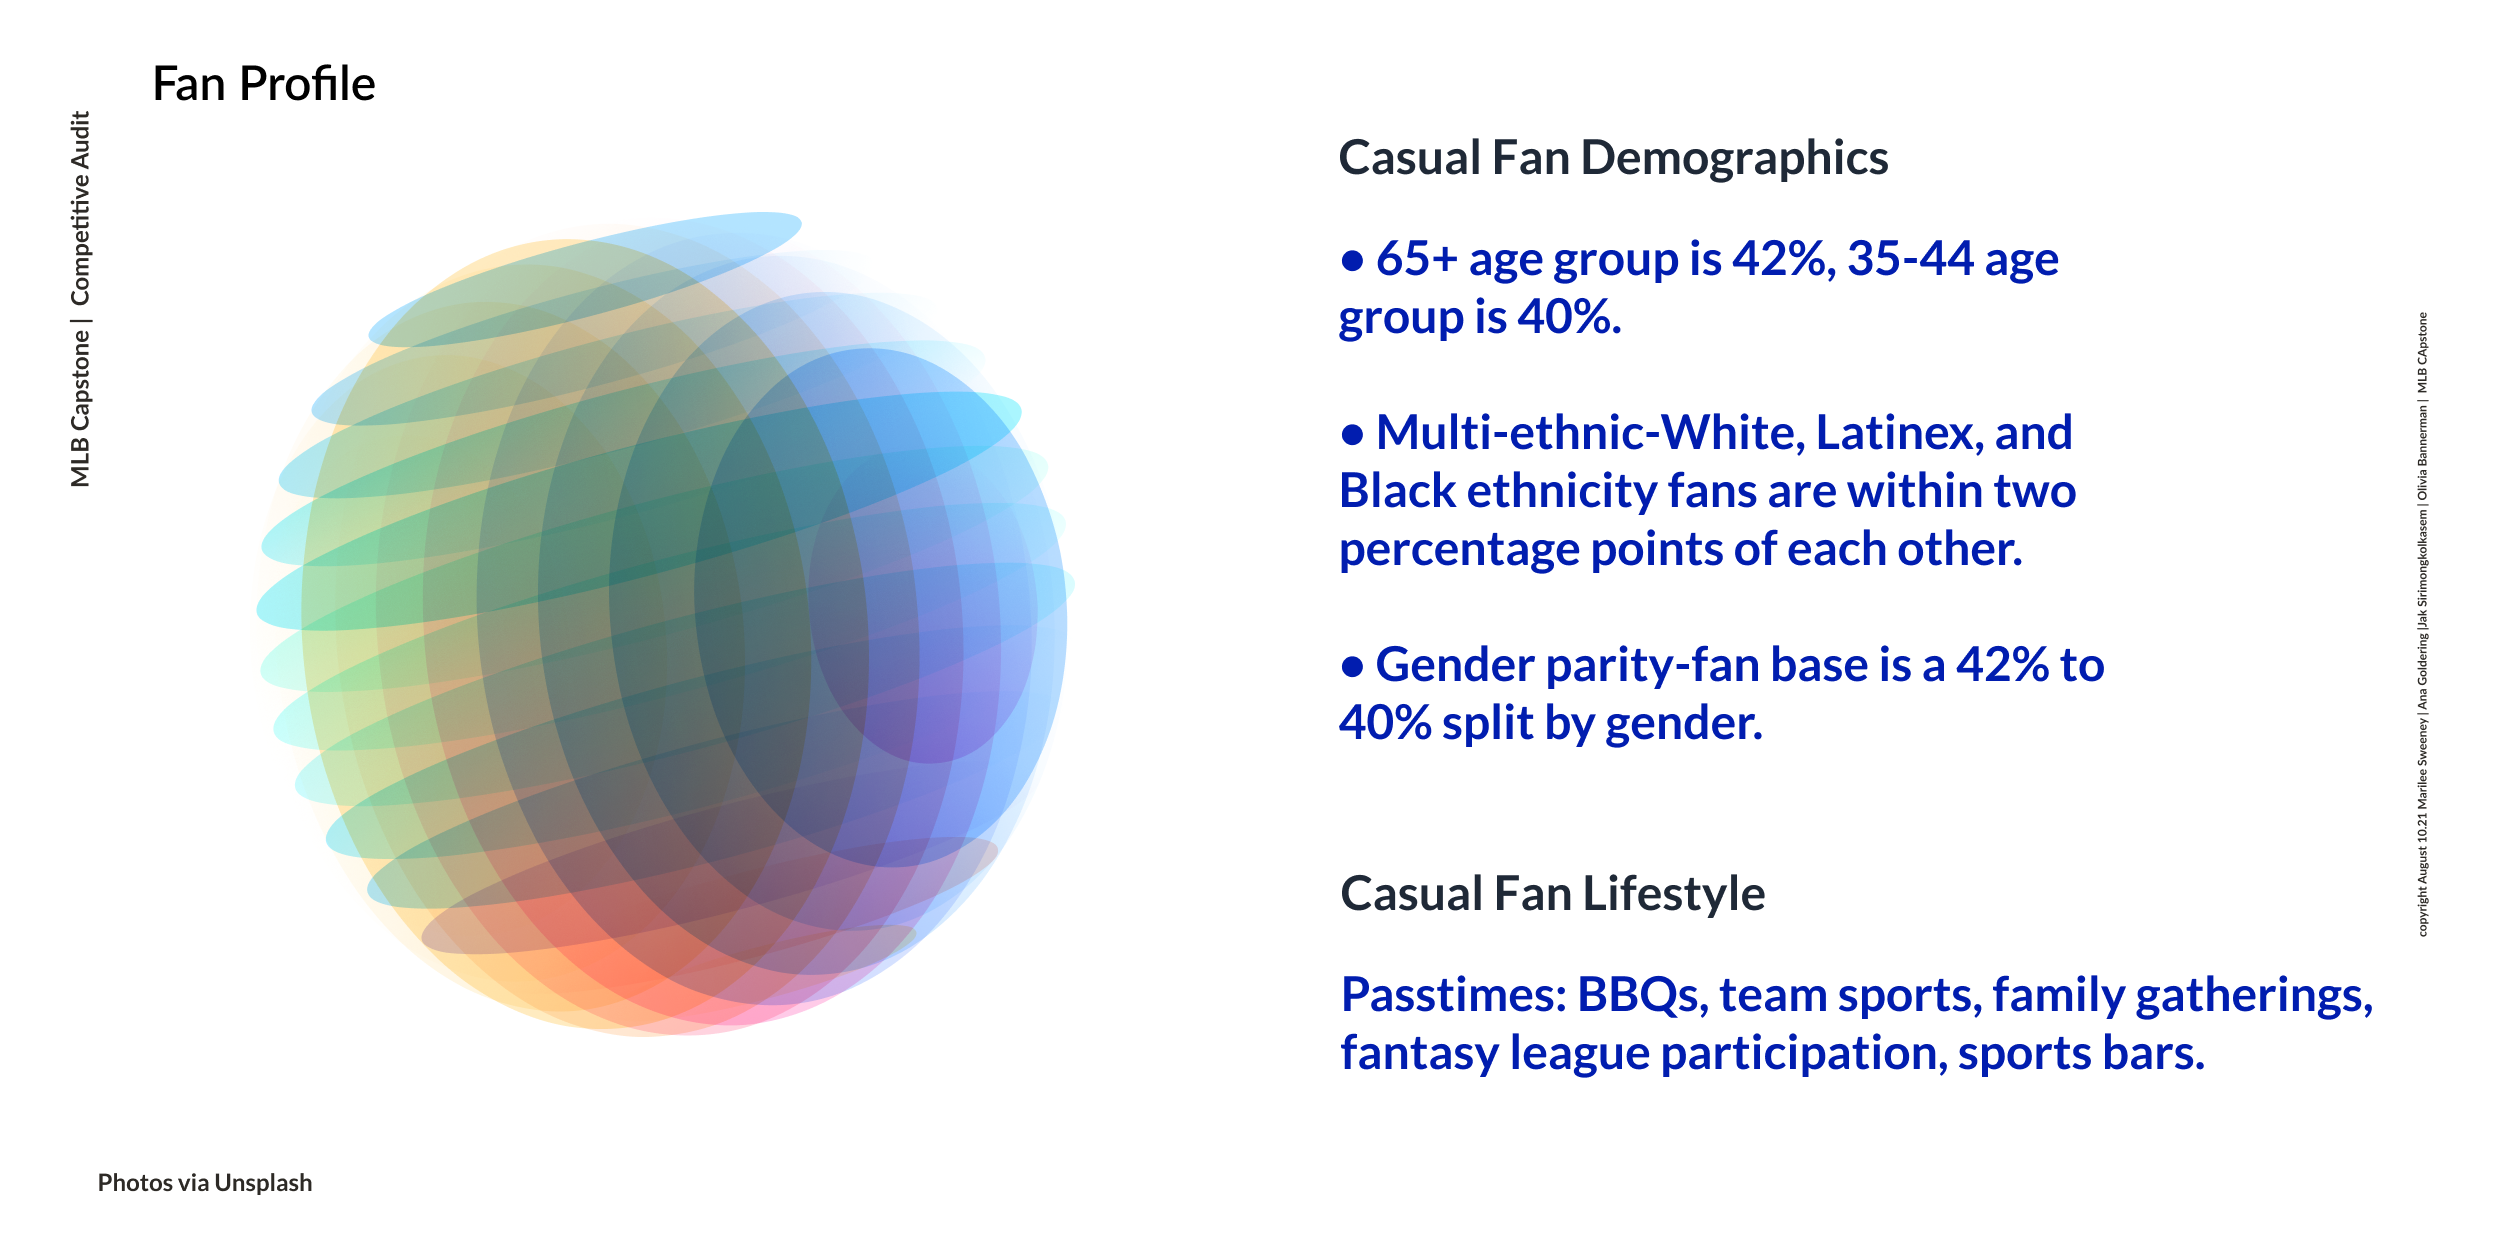 Fan Profile
MLB Capstone | Competitive Audit
Casual Fan Demographics
● 65+ age group is 42%, 35-44 age
group is 40%.
● Multi-ethnic-White, Latinex, and
Black ethnicity fans are within two
percentage points of each other.
● Gender parity-fan base is a 42% to
40% split by gender.
Casual Fan Lifestyle
Passtimes: BBQs, team sports, family gatherings,
fantasy league participation, sports bars.
copyright August 10.21 Marilee Sweeney | Ana Goldering |Jak Sirimongkolkasem | Olivia Bannerman | MLB CApstone
Photos via Unsplash